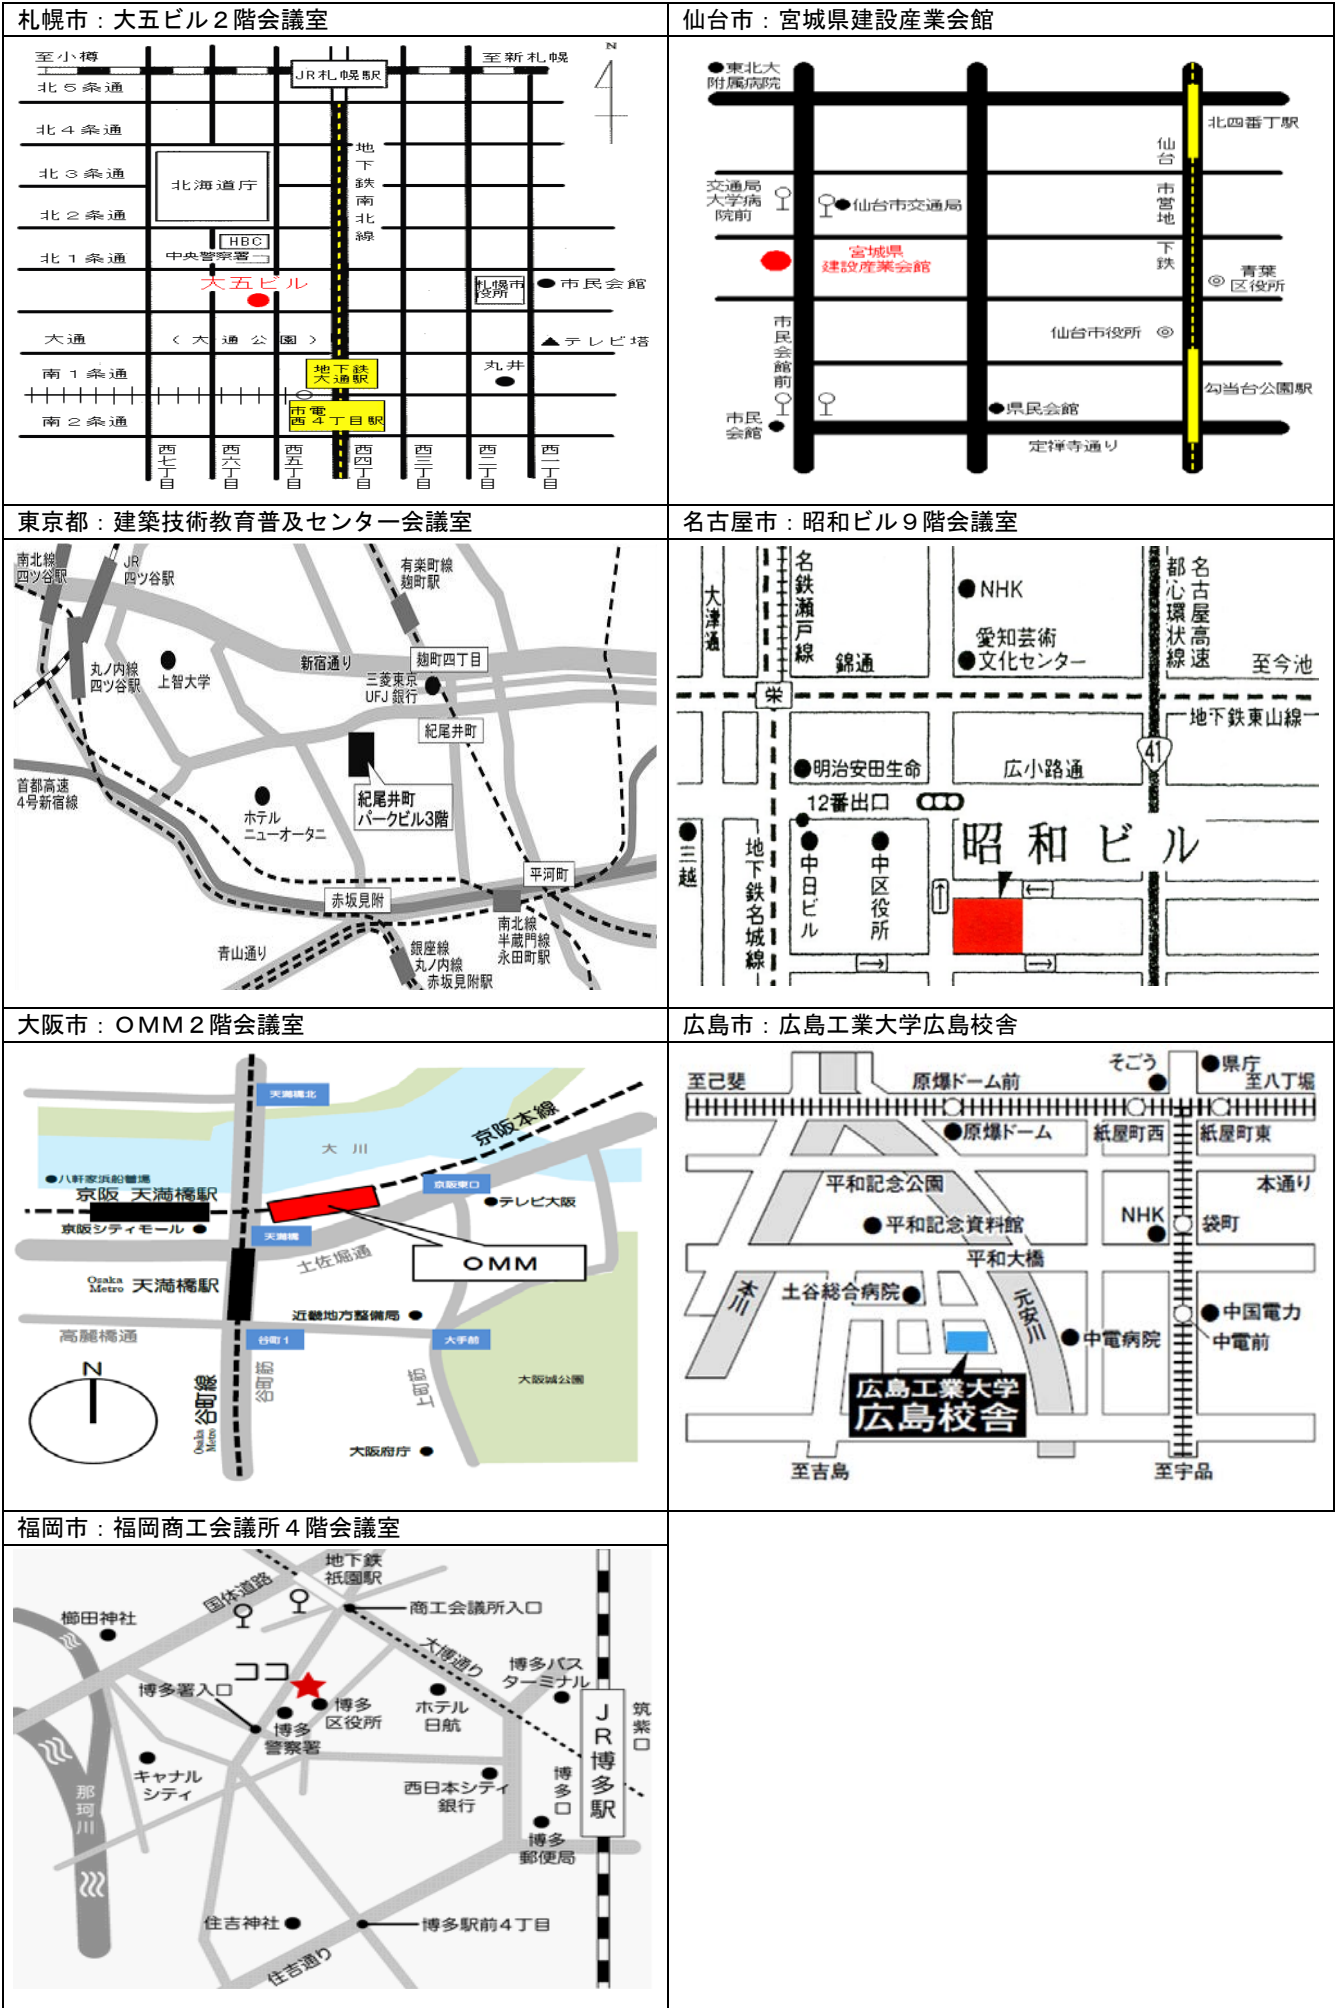 札幌市：大五ビル２階会議室
至小樽
JR札幌駅
至新札幌
N
北５条通
北４条通
北３条通
北２条通
北１条通
地下鉄南北線
北海道庁
HBC
中央警察署
大五ビル
札幌市
役所
市民会館
大通
（大通公園）
テレビ塔
南１条通
地下鉄
大通駅
丸井
市電
西４丁目駅
南２条通
西七丁目
西六丁目
西五丁目
西四丁目
西三丁目
西二丁目
西一丁目
仙台市：宮城県建設産業会館
東北大
附属病院
北四番丁駅
仙台市営地下鉄
交通局
大学病
院前
仙台市交通局
宮城県
建設産業会館
青葉
区役所
市民会館前
仙台市役所
勾当台公園駅
市民
会館
県民会館
定禅寺通り
東京都：建築技術教育普及センター会議室
南北線
四ツ谷駅
JR
四ツ谷駅
有楽町線
麹町駅
丸ノ内線
四ツ谷駅
上智大学
新宿通り
麹町四丁目
三菱東京
UFJ銀行
紀尾井町
首都高速
4号新宿線
ホテル
ニューオータニ
紀尾井町
パークビル3階
平河町
赤坂見附
青山通り
銀座線
丸ノ内線
赤坂見附駅
南北線
半蔵門線
永田町駅
名古屋市：昭和ビル９階会議室
大津通
名鉄瀬戸線
NHK
愛知芸術
文化センター
名古屋高速
都心環状線
錦通
至今池
栄
地下鉄東山線
41
明治安田生命
広小路通
12番出口
三越
地下鉄名城線
中日ビル
中区役所
昭和ビル
大阪市：ＯＭＭ２階会議室
天満橋北
京阪本線
大川
八軒家浜船着場
京阪 天満橋駅
京阪東口
テレビ大阪
京阪シティモール
天満橋
土佐堀通
OMM
Osaka
Metro 天満橋駅
近畿地方整備局
高麗橋通
谷町１
大手前
N
Osaka
Metro 谷町線
谷町筋
上町筋
大阪城公園
大阪府庁
広島市：広島工業大学広島校舎
至己斐
原爆ドーム前
そごう
県庁
至八丁堀
原爆ドーム
紙屋町西
紙屋町東
平和記念公園
本通り
平和記念資料館
NHK
袋町
平和大橋
本川
土谷総合病院
元安川
中国電力
中電病院
中電前
広島工業大学
広島校舎
至吉島
至宇品
福岡市：福岡商工会議所４階会議室
地下鉄
祇園駅
国体道路
商工会議所入口
櫛田神社
大博通り
博多バス
ターミナル
ココ
博多署入口
博多
区役所
ホテル
日航
博多
警察署
JR博多駅
筑紫口
キャナル
シティ
西日本シティ
銀行
博多口
那珂川
博多
郵便局
住吉神社
博多駅前４丁目
住吉通り